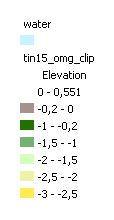 water
tin15_omg_clip
Elevation
0 - 0,551
-0,2 - 0
-1 - -0,2
-1,5 - -1
-2 - -1,5
-2,5 - -2
-3 - -2,5